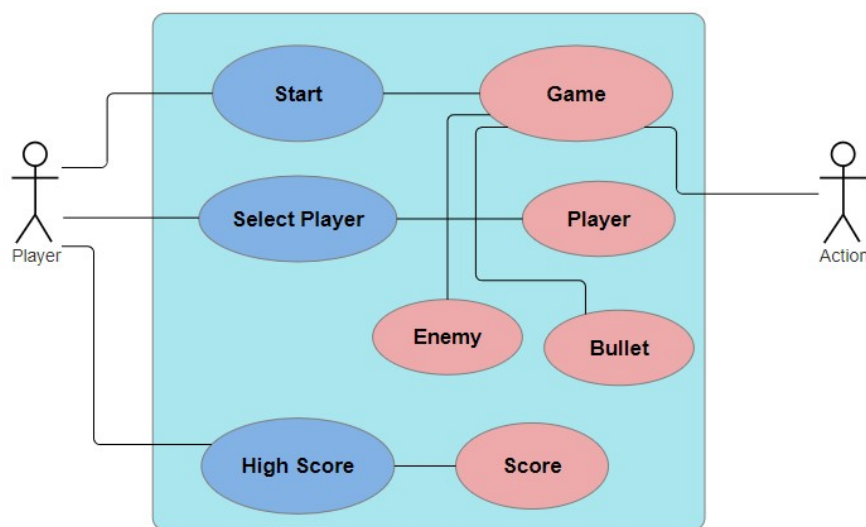 Start
Game
Select Player
Player
Player
Action
Enemy
Bullet
High Score
Score